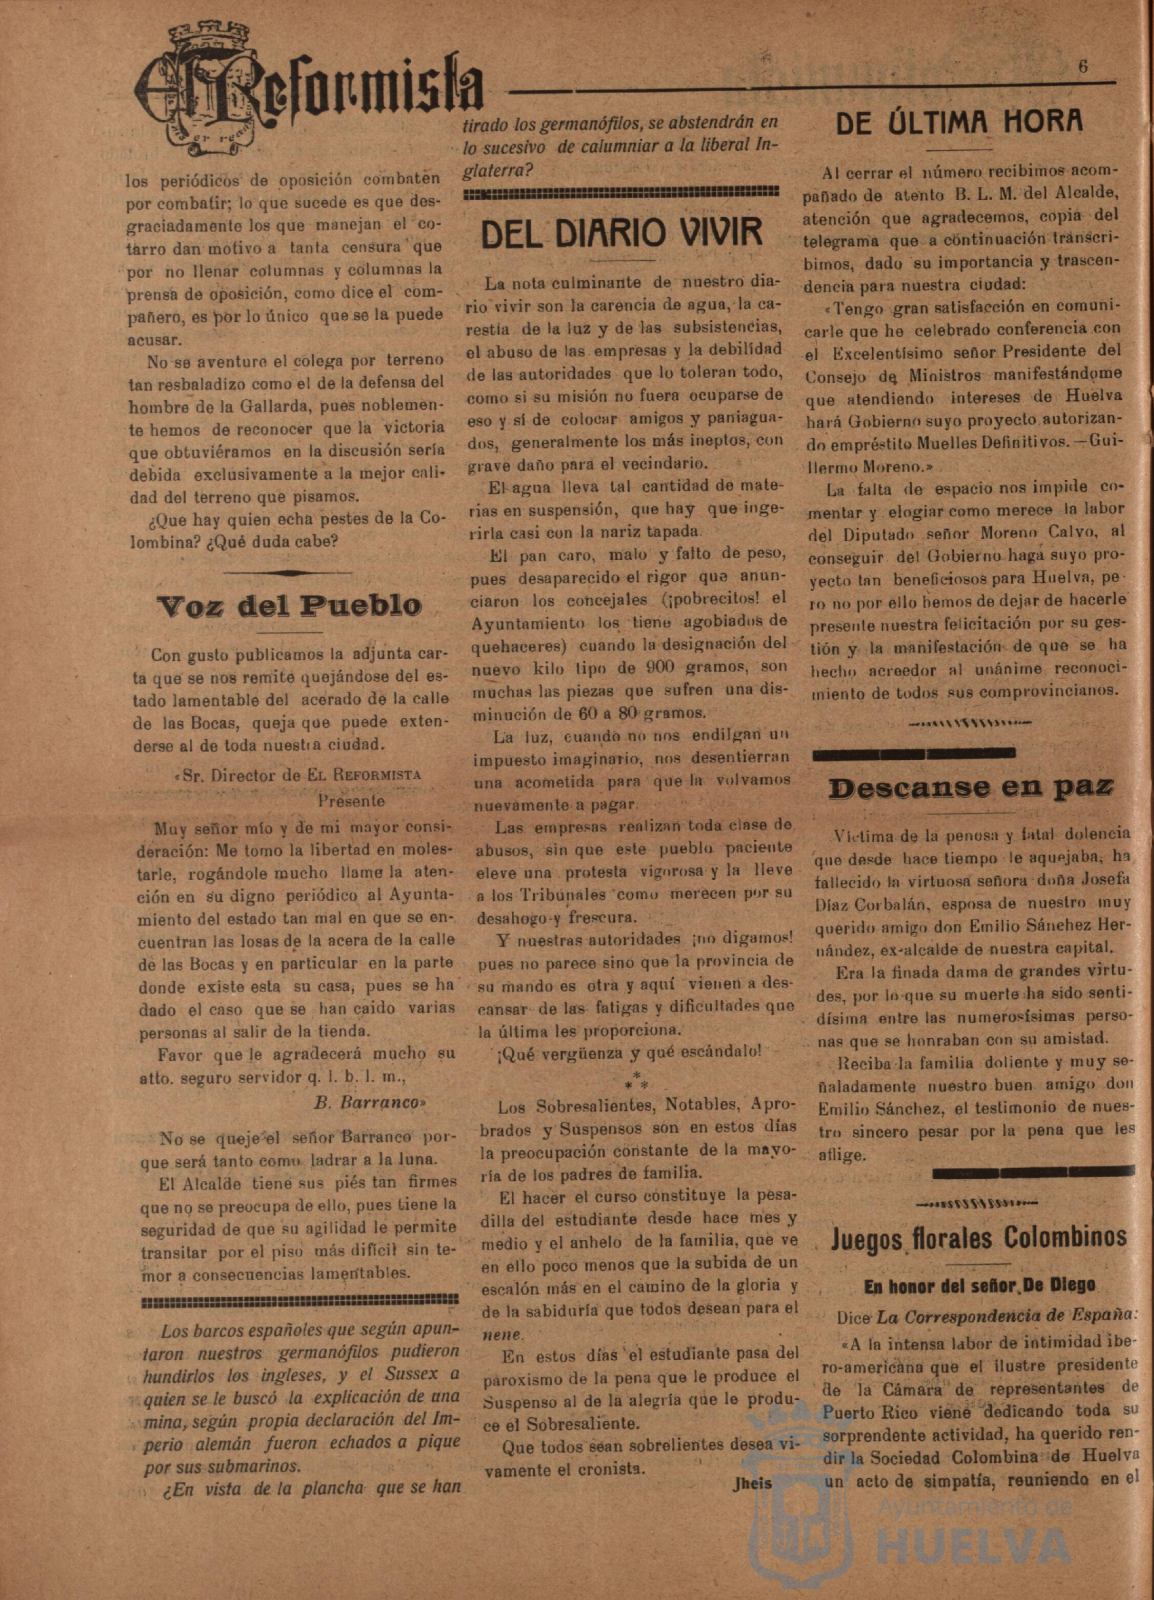 El Reformista
6
los periódicos de oposición combaten
por combatir; lo que sucede es que des-
graciadamente los que manejan el co-
tarro dan motivo a tanta censura que
por no llenar columnas y columnas la
prensa de oposición, como dice el com-
pañero, es por lo único que se la puede
acusar.
No se aventure el colega por terreno
tan resbaladizo como el de la defensa del
hombre de la Gallarda, pues noblemen-
te hemos de reconocer que la victoria
que obtuviéramos en la discusión sería
debida exclusivamente a la mejor cali-
dad del terreno que pisamos.
¿Que hay quien echa pestes de la Co-
lombina? ¿Qué duda cabe?
Voz del Pueblo
Con gusto publicamos la adjunta car-
ta que se nos remite quejándose del es-
tado lamentable del acerado de la calle
de las Bocas, queja que puede exten-
derse al de toda nuestra ciudad.
«Sr. Director de EL REFORMISTA
Presente
Muy señor mío y de mi mayor consi-
deración: Me tomo la libertad en moles-
tarle, rogándole mucho llame la aten-
ción en su digno periódico al Ayunta-
miento del estado tan mal en que se en-
cuentran las losas de la acera de la calle
de las Bocas y en particular en la parte
donde existe esta su casa, pues se ha
dado el caso que se han caido varias
personas al salir de la tienda.
Favor que le agradecerá mucho su
atto. seguro servidor q. l. b. l. m.,
B. Barranco»
No se queje el señor Barranco por-
que será tanto como ladrar a la luna.
El Alcalde tiene sus piés tan firmes
que no se preocupa de ello, pues tiene la
seguridad de que su agilidad le permite
transitar por el piso más difícil sin te-
mor a consecuencias lamentables.
Los barcos españoles que según apun-
taron nuestros germanófilos pudieron
hundirlos los ingleses, y el Sussex a
quien se le buscó la explicación de una
mina, según propia declaración del Im-
perio alemán fueron echados a pique
por sus submarinos.
¿En vista de la plancha que se han
tirado los germanófilos, se abstendrán en
lo sucesivo de calumniar a la liberal In-
glaterra?
DEL DIARIO VIVIR
La nota culminante de nuestro dia-
rio vivir son la carencia de agua, la ca-
restía de la luz y de las subsistencias,
el abuso de las empresas y la debilidad
de las autoridades que lo toleran todo,
como si su misión no fuera ocuparse de
eso y sí de colocar amigos y paniagua-
dos, generalmente los más ineptos, con
grave daño para el vecindario.
El agua lleva tal cantidad de mate-
rias en suspensión, que hay que inge-
rirla casi con la nariz tapada.
El pan caro, malo y falto de peso,
pues desaparecido el rigor que anun-
ciaron los concejales (¡pobrecitos! el
Ayuntamiento los tiene agobiados de
quehaceres) cuando la designación del
nuevo kilo tipo de 900 gramos, son
muchas las piezas que sufren una dis-
minución de 60 a 80 gramos.
La luz, cuando no nos endilgan un
impuesto imaginario, nos desentierran
una acometida para que la volvamos
nuevamente a pagar.
Las empresas realizan toda clase de
abusos, sin que este pueblo paciente
eleve una protesta vigorosa y la lleve
a los Tribunales como merecen por su
desahogo y frescura.
Y nuestras autoridades ¡no digamos!
pues no parece sino que la provincia de
su mando es otra y aquí vienen a des-
cansar de las fatigas y dificultades que
la última les proporciona.
¡Qué vergüenza y qué escándalo!
*
* *
Los Sobresalientes, Notables, Apro-
brados y Suspensos son en estos días
la preocupación constante de la mayo-
ría de los padres de familia.
El hacer el curso constituye la pesa-
dilla del estudiante desde hace mes y
medio y el anhelo de la familia, que ve
en ello poco menos que la subida de un
escalón más en el camino de la gloria y
de la sabiduría que todos desean para el
nene.
En estos días el estudiante pasa del
paroxismo de la pena que le produce el
Suspenso al de la alegría que le produ-
ce el Sobresaliente.
Que todos sean sobrelientes desea vi-
vamente el cronista.
Jheis
DE ÚLTIMA HORA
Al cerrar el número recibimos acom-
pañado de atento B. L. M. del Alcalde,
atención que agradecemos, copia del
telegrama que a continuación transcri-
bimos, dado su importancia y trascen-
dencia para nuestra ciudad:
«Tengo gran satisfacción en comuni-
carle que he celebrado conferencia con
el Excelentísimo señor Presidente del
Consejo de Ministros manifestándome
que atendiendo intereses de Huelva
hará Gobierno suyo proyecto autorizan-
do empréstito Muelles Definitivos.—Gui-
llermo Moreno.»
La falta de espacio nos impide co-
mentar y elogiar como merece la labor
del Diputado señor Moreno Calvo, al
conseguir del Gobierno haga suyo pro-
yecto tan beneficiosos para Huelva, pe-
ro no por ello hemos de dejar de hacerle
presente nuestra felicitación por su ges-
tión y la manifestación de que se ha
hecho acreedor al unánime reconoci-
miento de todos sus comprovincianos.
Descanse en paz
Víctima de la penosa y fatal dolencia
que desde hace tiempo le aquejaba, ha
fallecido la virtuosa señora doña Josefa
Díaz Corbalán, esposa de nuestro muy
querido amigo don Emilio Sánchez Her-
nández, ex-alcalde de nuestra capital.
Era la finada dama de grandes virtu-
des, por lo que su muerte ha sido senti-
dísima entre las numerosísimas perso-
nas que se honraban con su amistad.
Reciba la familia doliente y muy se-
ñaladamente nuestro buen amigo don
Emilio Sánchez, el testimonio de nues-
tro sincero pesar por la pena que les
aflige.
Juegos florales Colombinos
En honor del señor De Diego
Dice La Correspondencia de España:
«A la intensa labor de intimidad ibe-
ro-americana que el ilustre presidente
de la Cámara de representantes de
Puerto Rico viene dedicando toda su
sorprendente actividad, ha querido ren-
dir la Sociedad Colombina de Huelva
un acto de simpatía, reuniendo en el
Ayuntamiento de
HUELVA